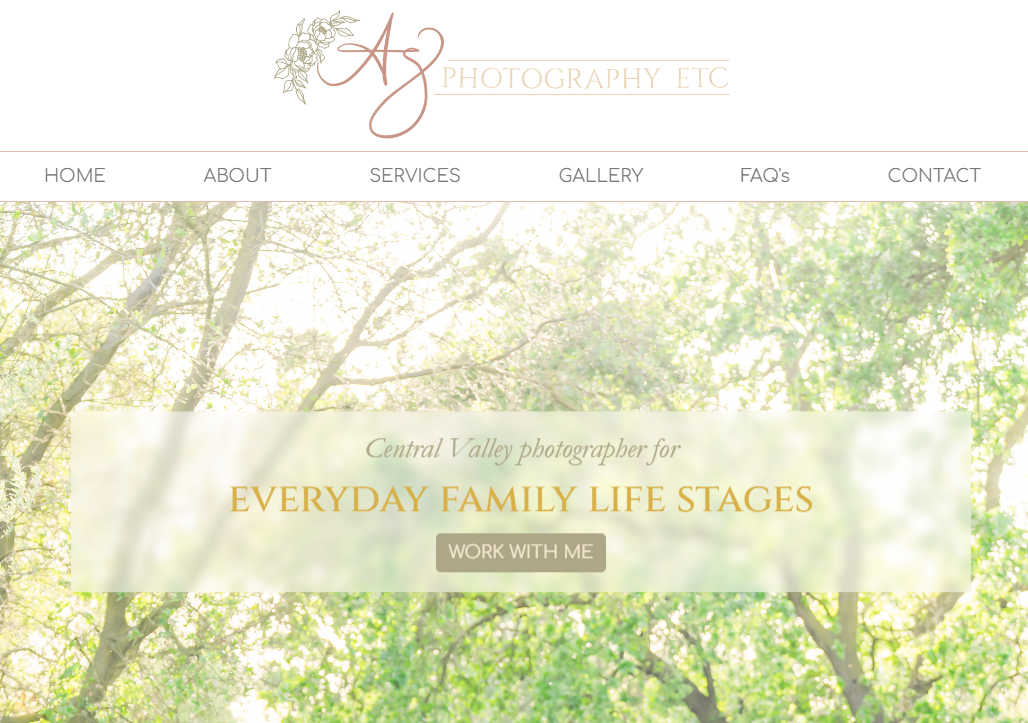 Az PHOTOGRAPHY ETC
HOME ABOUT SERVICES GALLERY FAQ's CONTACT
Central Valley photographer for
EVERYDAY FAMILY LIFE STAGES
WORK WITH ME